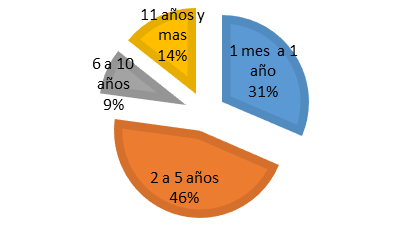 11 años y
mas
14%
1 mes a 1
año
31%
6 a 10
años
9%
2 a 5 años
46%